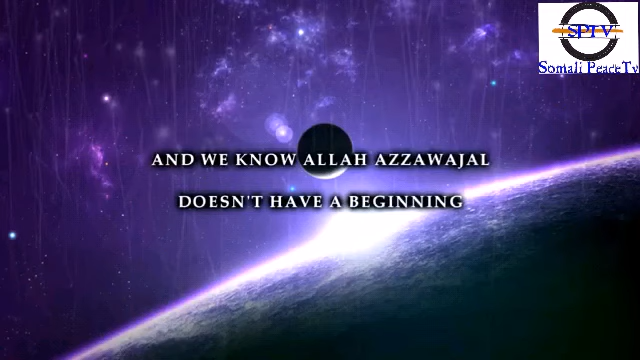 SPTV
Somali PeaceTv
AND WE KNOW ALLAH AZZAWAJAL
DOESN'T HAVE A BEGINNING